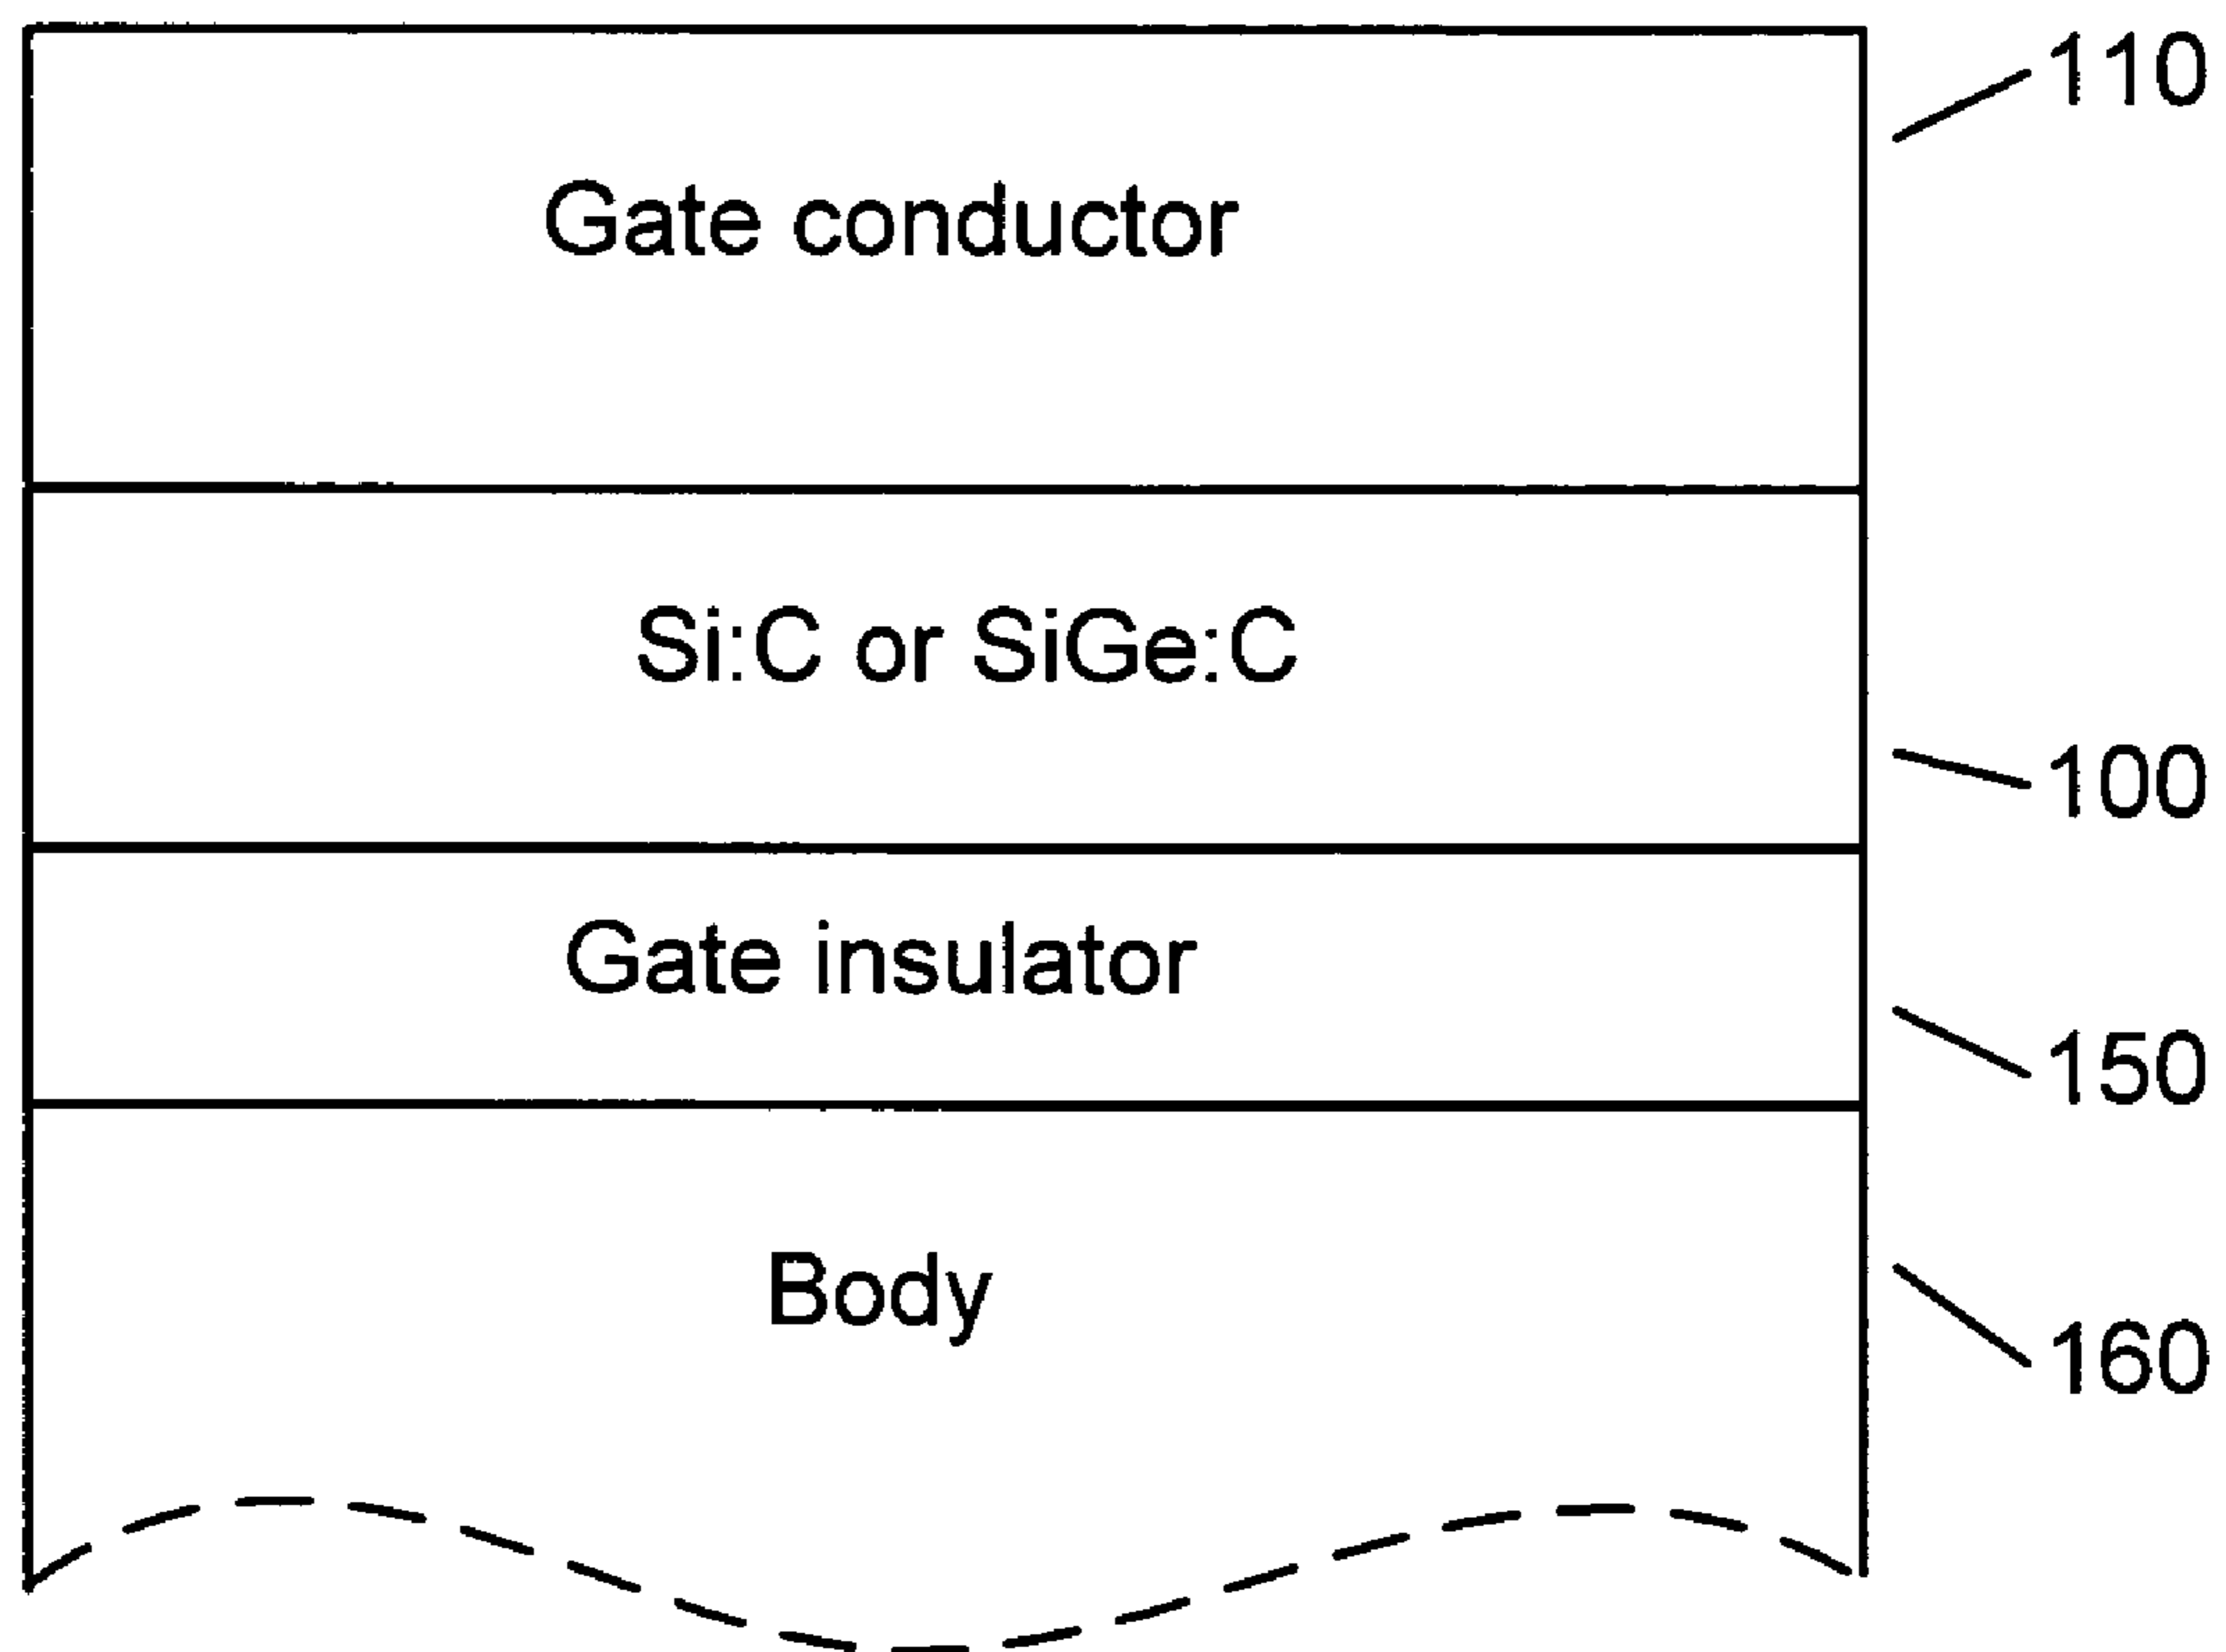 110
Gate conductor
Si:C or SiGe:C
100
Gate insulator
150
Body
160